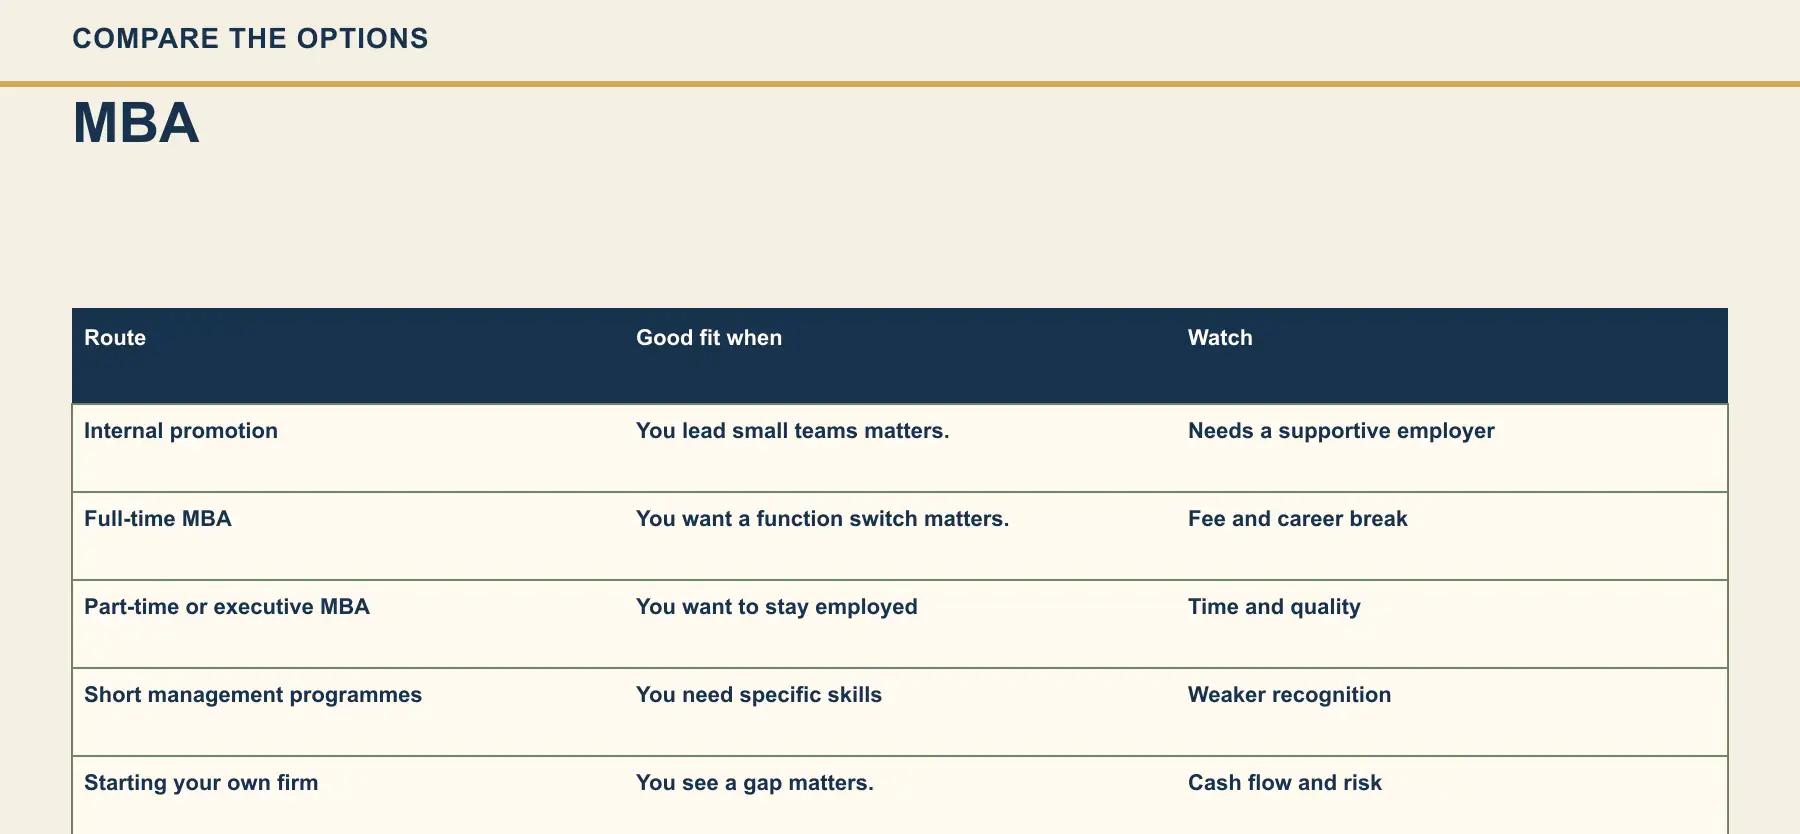 COMPARE THE OPTIONS
MBA
Route Good fit when Watch
Internal promotion You lead small teams matters. Needs a supportive employer
Full-time MBA You want a function switch matters. Fee and career break
Part-time or executive MBA You want to stay employed Time and quality
Short management programmes You need specific skills Weaker recognition
Starting your own firm You see a gap matters. Cash flow and risk